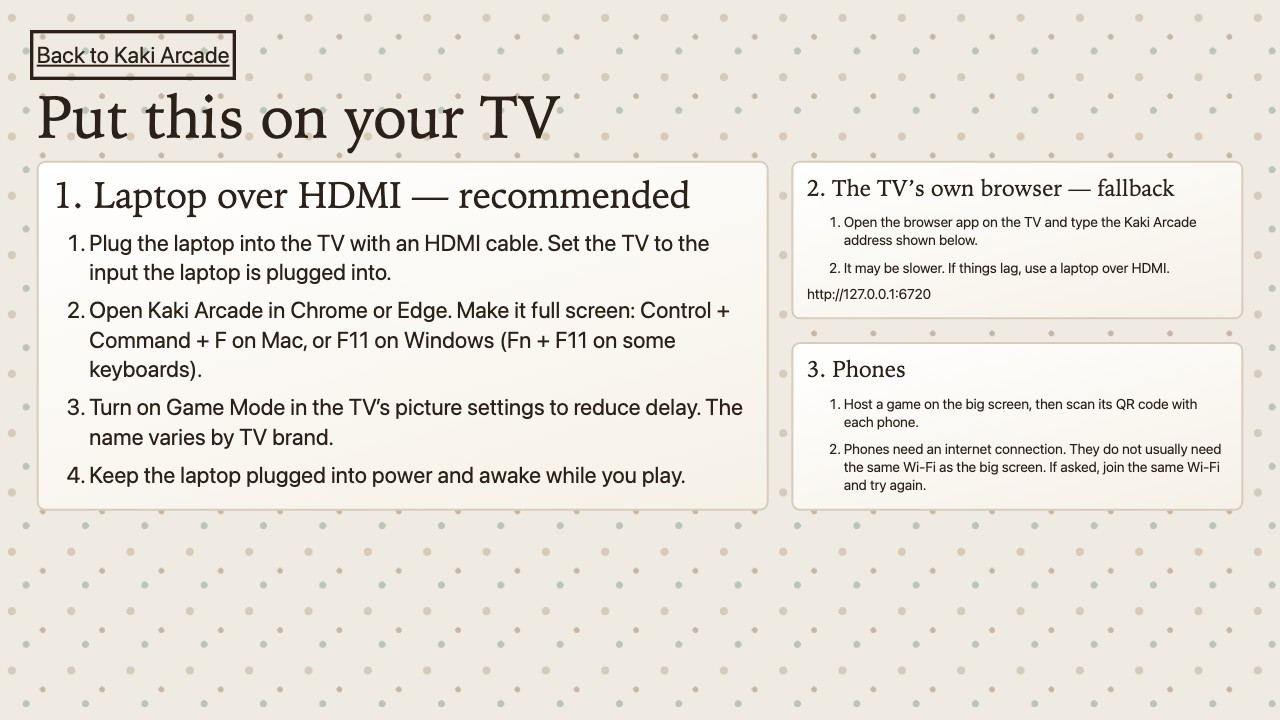 Back to Kaki Arcade
Put this on your TV
1. Laptop over HDMI — recommended
1. Plug the laptop into the TV with an HDMI cable. Set the TV to the
input the laptop is plugged into.
2. Open Kaki Arcade in Chrome or Edge. Make it full screen: Control +
Command + F on Mac, or F11 on Windows (Fn + F11 on some
keyboards).
3. Turn on Game Mode in the TV’s picture settings to reduce delay. The
name varies by TV brand.
4. Keep the laptop plugged into power and awake while you play.
2. The TV’s own browser — fallback
1. Open the browser app on the TV and type the Kaki Arcade
address shown below.
2. It may be slower. If things lag, use a laptop over HDMI.
http://127.0.0.1:6720
3. Phones
1. Host a game on the big screen, then scan its QR code with
each phone.
2. Phones need an internet connection. They do not usually need
the same Wi-Fi as the big screen. If asked, join the same Wi-Fi
and try again.